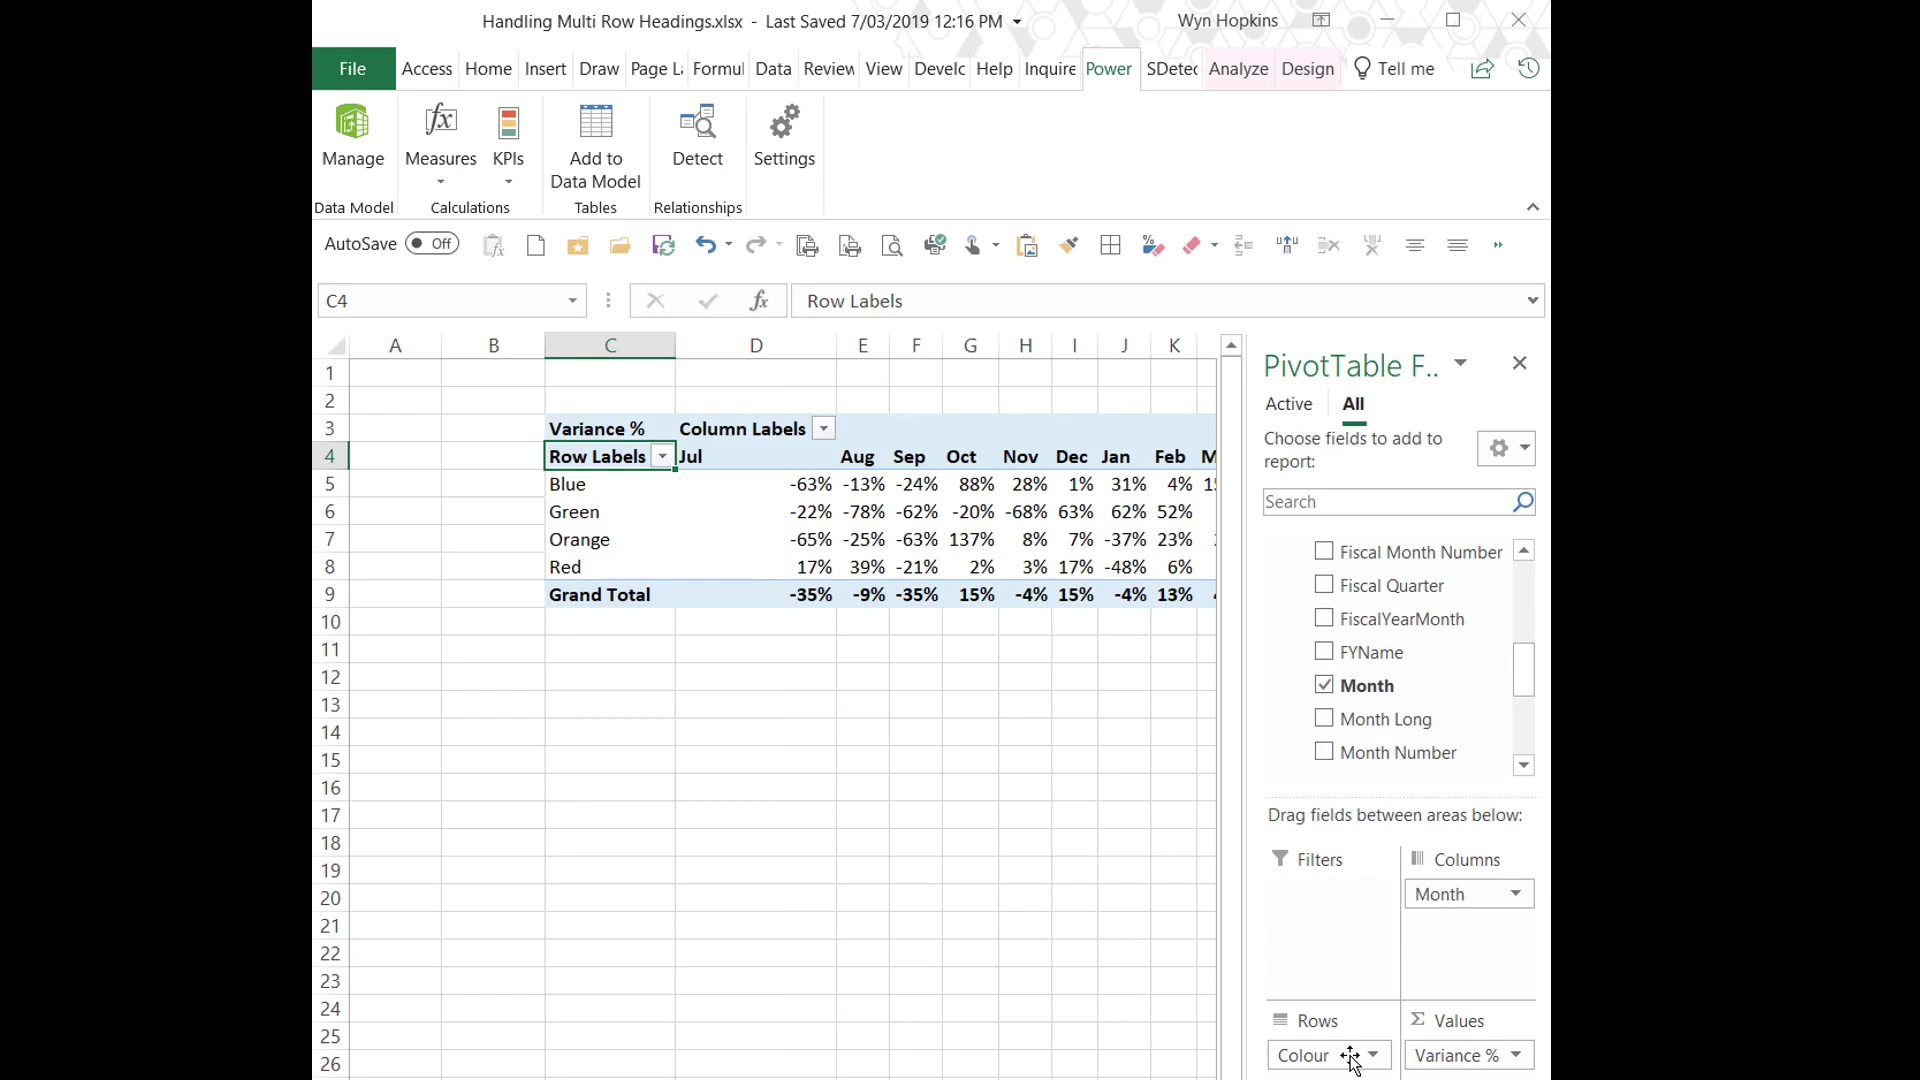 Handling Multi Row Headings.xlsx - Last Saved 7/03/2019 12:16 PM
Wyn Hopkins
File Access Home Insert Draw Page La Formul Data Review View Develc Help Inquire Power SDetec Analyze Design Tell me
Manage Measures KPIs Add to Data Model Detect Settings
Data Model Calculations Tables Relationships
AutoSave Off
C4 fx Row Labels
A B C D E F G H I J K
1
2
3 Variance % Column Labels
4 Row Labels Jul Aug Sep Oct Nov Dec Jan Feb M
5 Blue -63% -13% -24% 88% 28% 1% 31% 4% 15
6 Green -22% -78% -62% -20% -68% 63% 62% 52%
7 Orange -65% -25% -63% 137% 8% 7% -37% 23%
8 Red 17% 39% -21% 2% 3% 17% -48% 6%
9 Grand Total -35% -9% -35% 15% -4% 15% -4% 13%
10
11
12
13
14
15
16
17
18
19
20
21
22
23
24
25
26
PivotTable F..
Active All
Choose fields to add to
report:
Search
Fiscal Month Number
Fiscal Quarter
FiscalYearMonth
FYName
Month
Month Long
Month Number
Drag fields between areas below:
Filters
Columns
Month
Rows
Colour
Values
Variance %